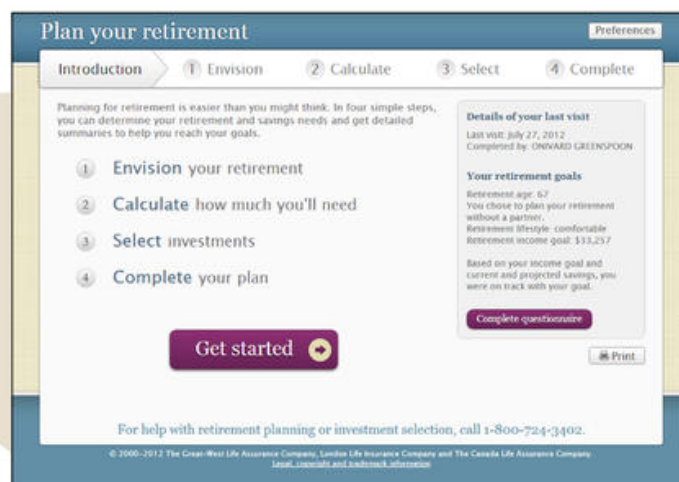 Plan your retirement
Preferences
Introduction
1 Envision
2 Calculate
3 Select
4 Complete
Planning for retirement is easier than you might think. In four simple steps,
you can determine your retirement and savings needs and get detailed
summaries to help you reach your goals.
1 Envision your retirement
2 Calculate how much you'll need
3 Select investments
4 Complete your plan
Get started
Details of your last visit
Last visit: July 27, 2012
Completed by: ONIVARD GREENSPOON
Your retirement goals
Retirement age: 67
You chose to plan your retirement
without a partner.
Retirement lifestyle: comfortable
Retirement income goal: $33,257
Based on your income goal and
current and projected savings, you
were on track with your goal.
Complete questionnaire
Print
For help with retirement planning or investment selection, call 1-800-724-3402.
© 2000-2012 The Great-West Life Assurance Company, London Life Insurance Company and The Canada Life Assurance Company
Legal, copyright and trademark information